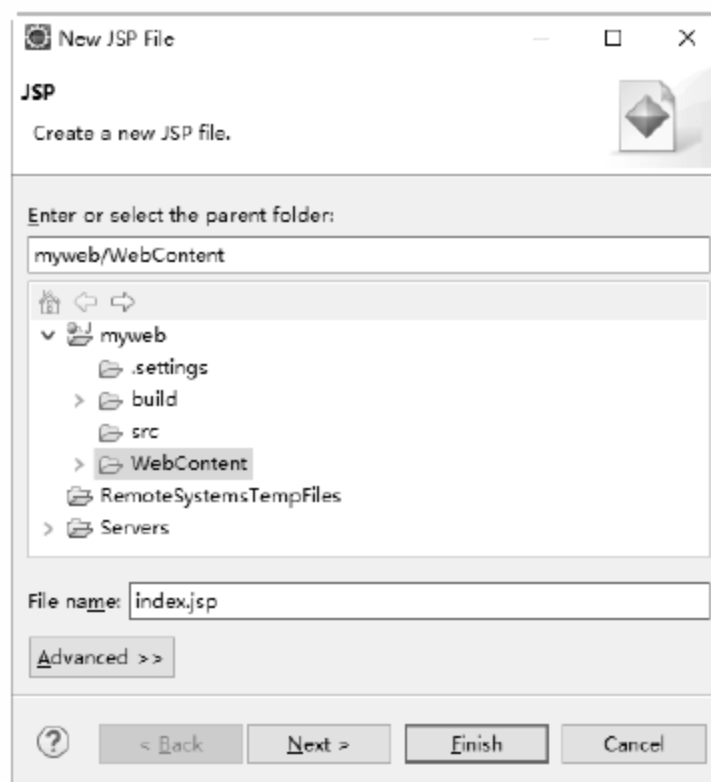 New JSP File
JSP
Create a new JSP file.
Enter or select the parent folder:
myweb/WebContent
myweb
.settings
build
src
WebContent
RemoteSystemsTempFiles
Servers
File name: index.jsp
Advanced >>
? < Back Next > Finish Cancel